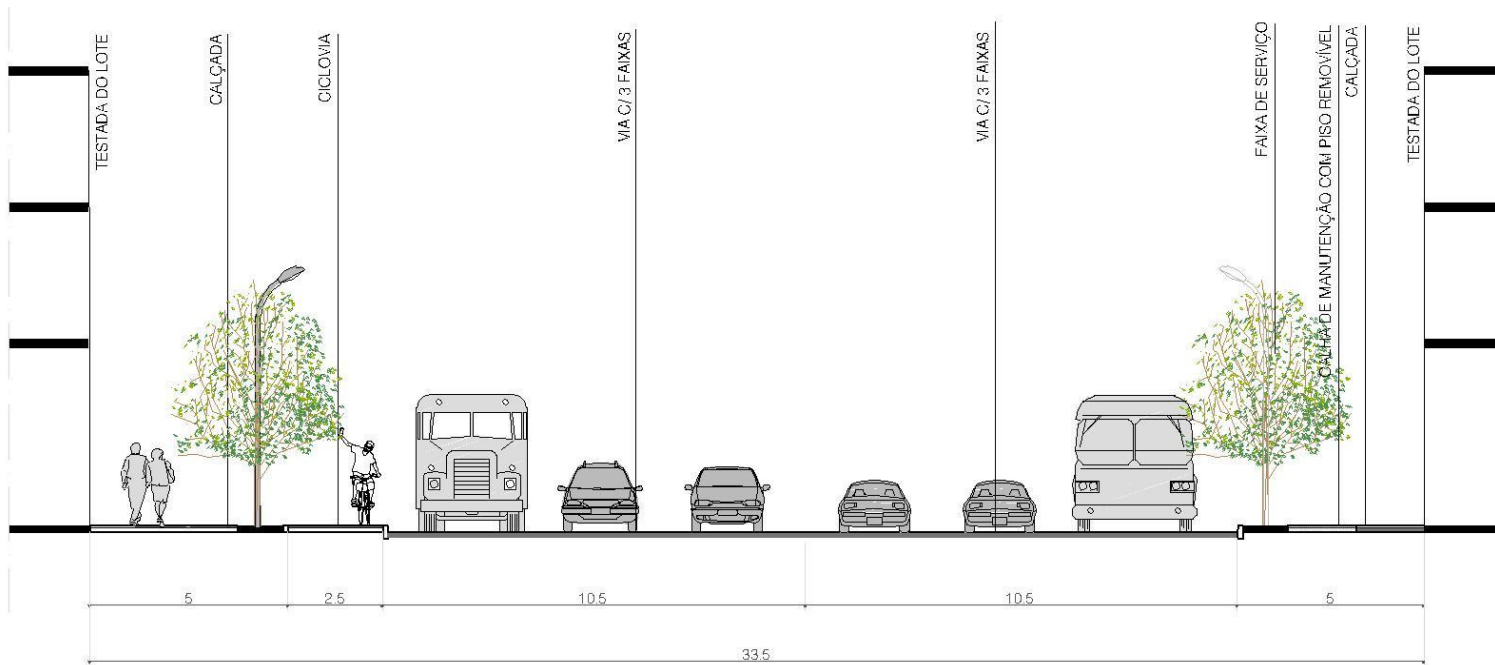 TESTADA DO LOTE
CALÇADA
CICLOVIA
VIA C/ 3 FAIXAS
VIA C/ 3 FAIXAS
FAIXA DE SERVIÇO
CALHA DE MANUTENÇÃO COM PISO REMOVÍVEL
CALÇADA
TESTADA DO LOTE
5
2.5
10.5
10.5
5
33.5